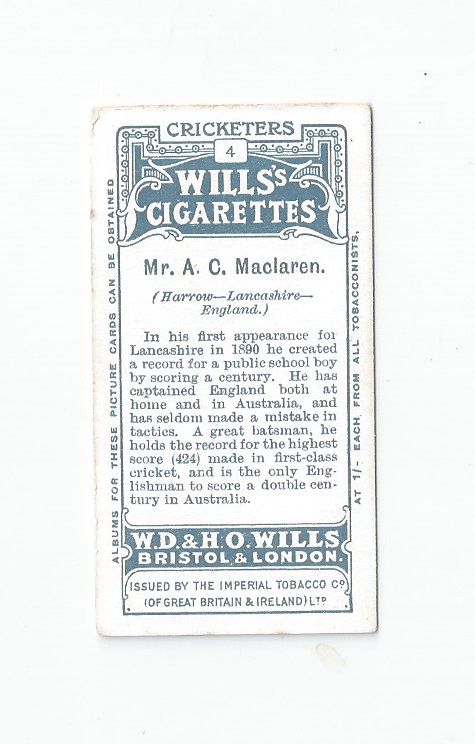 CRICKETERS
4
WILLS'S
CIGARETTES
Mr. A. C. Maclaren.
(Harrow—Lancashire—
England.)
In his first appearance for
Lancashire in 1890 he created
a record for a public school boy
by scoring a century. He has
captained England both at
home and in Australia, and
has seldom made a mistake in
tactics. A great batsman, he
holds the record for the highest
score (424) made in first-class
cricket, and is the only Eng-
lishman to score a double cen-
tury in Australia.
W.D. & H.O. WILLS
BRISTOL & LONDON.
ISSUED BY THE IMPERIAL TOBACCO Co
(OF GREAT BRITAIN & IRELAND) LTD
ALBUMS FOR THESE PICTURE CARDS CAN BE OBTAINED
AT 1/- EACH FROM ALL TOBACCONISTS,